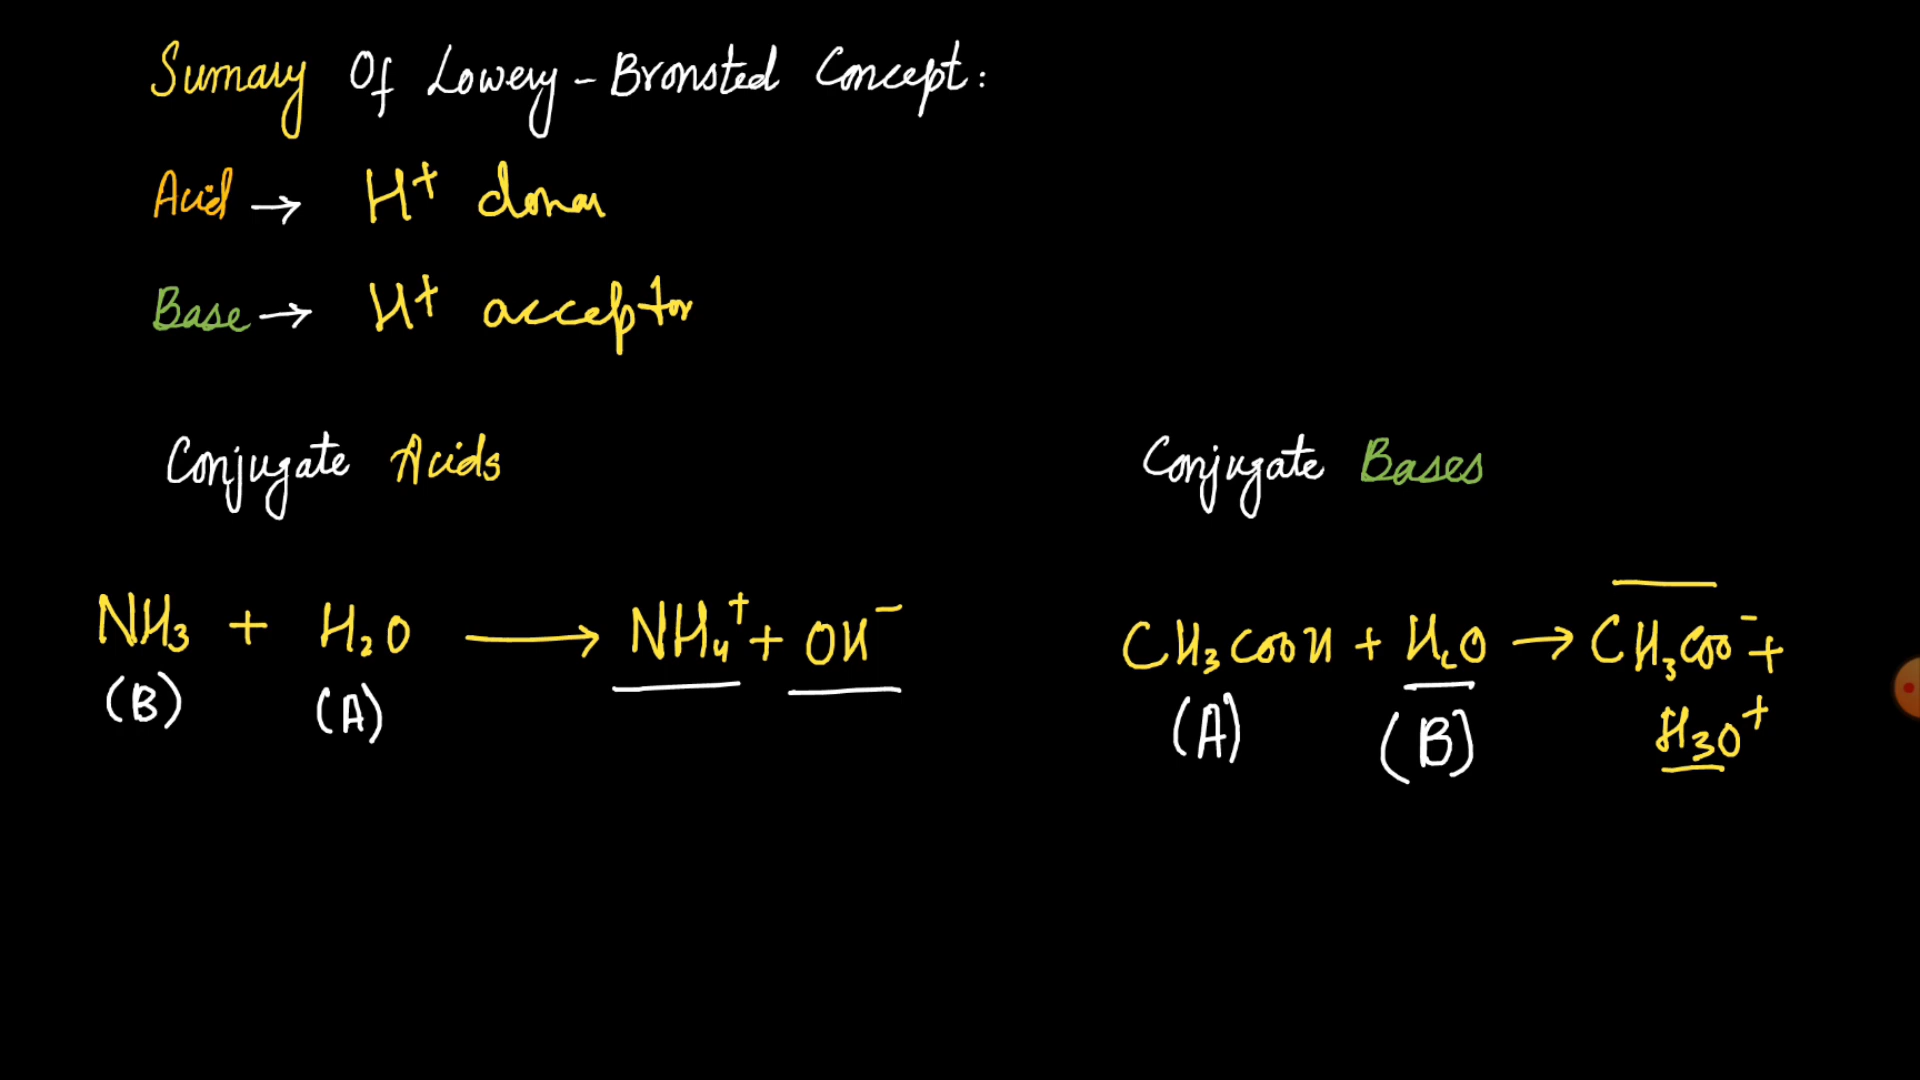 Sumary Of Lowery-Bronsted Concept:
Acid → H⁺ donor
Base → H⁺ acceptor
Conjugate Acids
Conjugate Bases
NH₃ + H₂O → NH₄⁺ + OH⁻
(B) (A)
CH₃COOH + H₂O → CH₃COO⁻ +
(A) (B) H₃O⁺